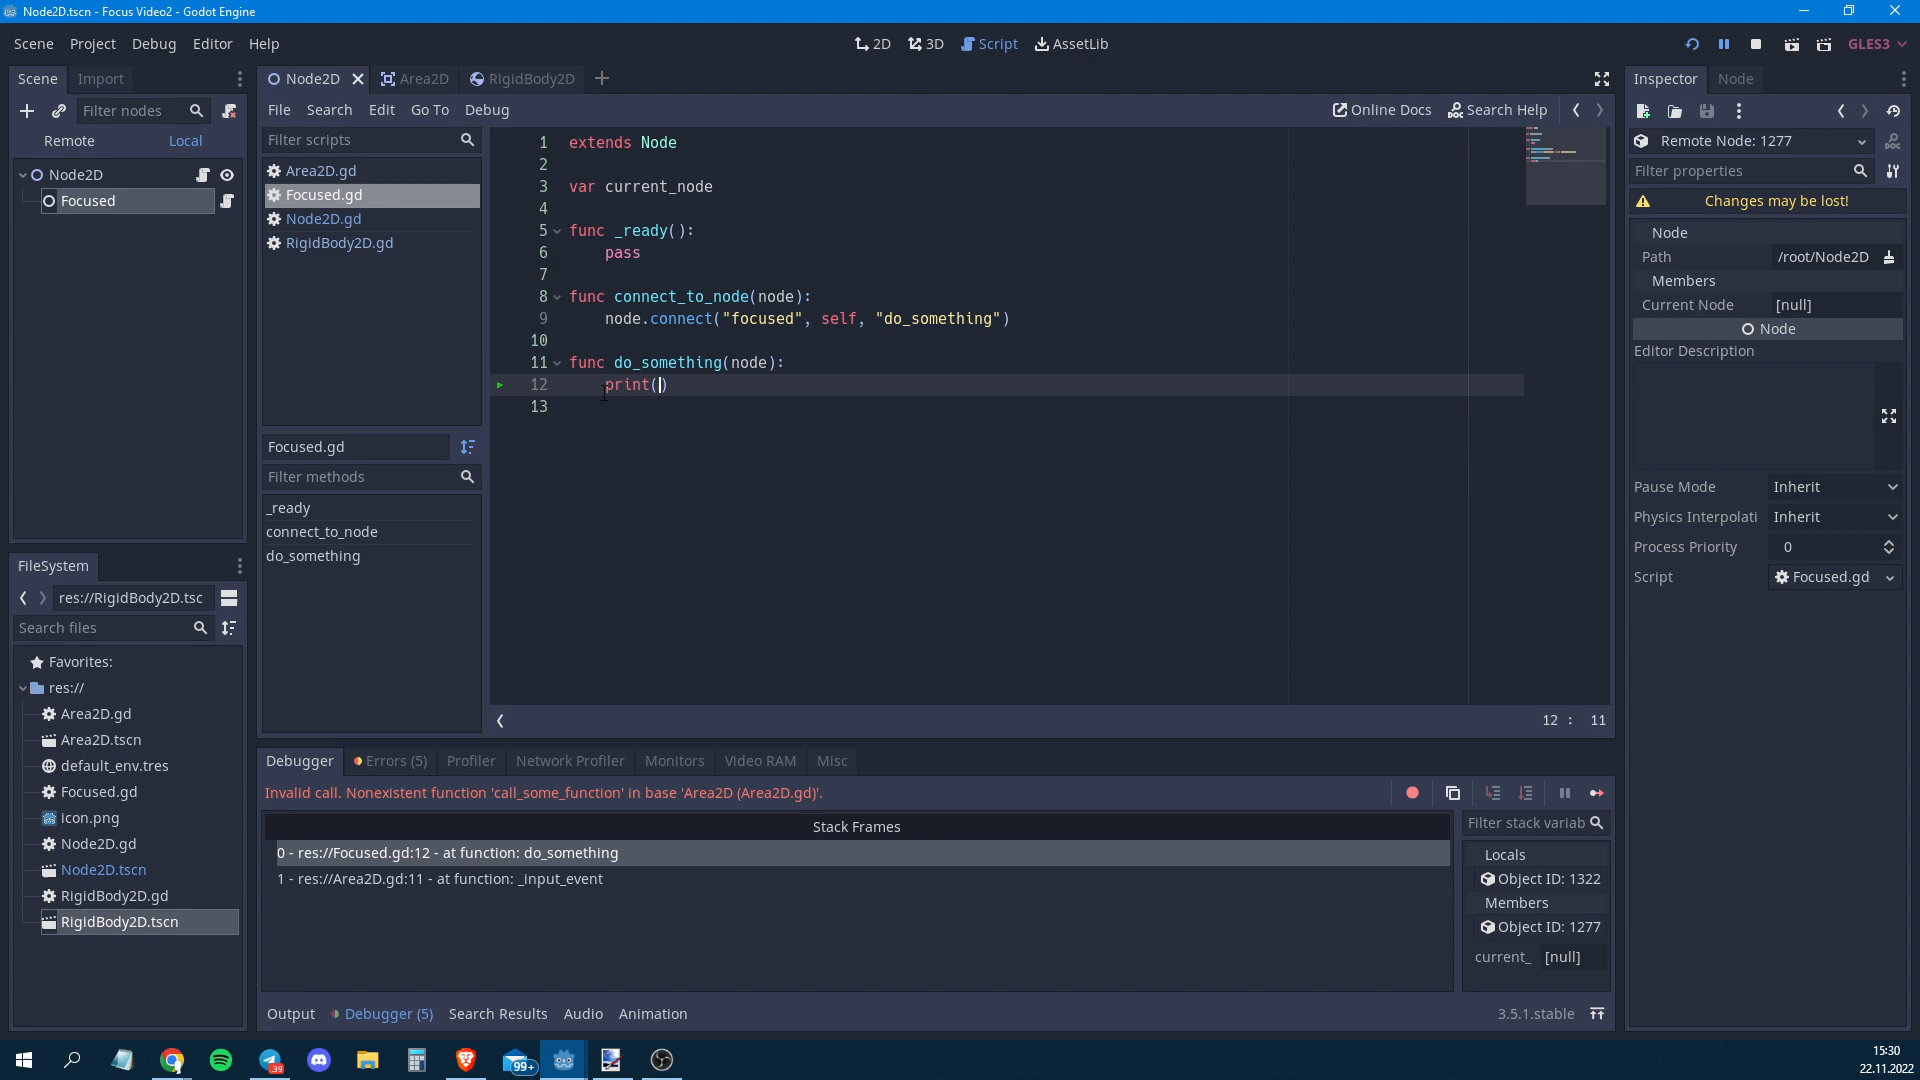 Node2D.tscn - Focus Video2 - Godot Engine
Scene Project Debug Editor Help
2D 3D Script AssetLib
GLES3
Scene Import
Node2D Area2D RigidBody2D
Inspector Node
Filter nodes
File Search Edit Go To Debug
Online Docs Search Help
Remote Local
Filter scripts
Remote Node: 1277
Filter properties
Node2D
Focused
Area2D.gd
Focused.gd
Node2D.gd
RigidBody2D.gd
1 extends Node
2
3 var current_node
4
5 func _ready():
6 pass
7
8 func connect_to_node(node):
9 node.connect("focused", self, "do_something")
10
11 func do_something(node):
12 print()
13
Changes may be lost!
Node
Path /root/Node2D
Members
Current Node [null]
Node
Editor Description
Pause Mode Inherit
Physics Interpolati Inherit
Process Priority 0
Script Focused.gd
Focused.gd
Filter methods
_ready
connect_to_node
do_something
12 : 11
FileSystem
res://RigidBody2D.tsc
Search files
Favorites:
res://
Area2D.gd
Area2D.tscn
default_env.tres
Focused.gd
icon.png
Node2D.gd
Node2D.tscn
RigidBody2D.gd
RigidBody2D.tscn
Debugger Errors (5) Profiler Network Profiler Monitors Video RAM Misc
Invalid call. Nonexistent function 'call_some_function' in base 'Area2D (Area2D.gd)'.
Stack Frames
0 - res://Focused.gd:12 - at function: do_something
1 - res://Area2D.gd:11 - at function: _input_event
Filter stack variab
Locals
Object ID: 1322
Members
Object ID: 1277
current_ [null]
Output Debugger (5) Search Results Audio Animation
3.5.1.stable
39
99+
15:30
22.11.2022